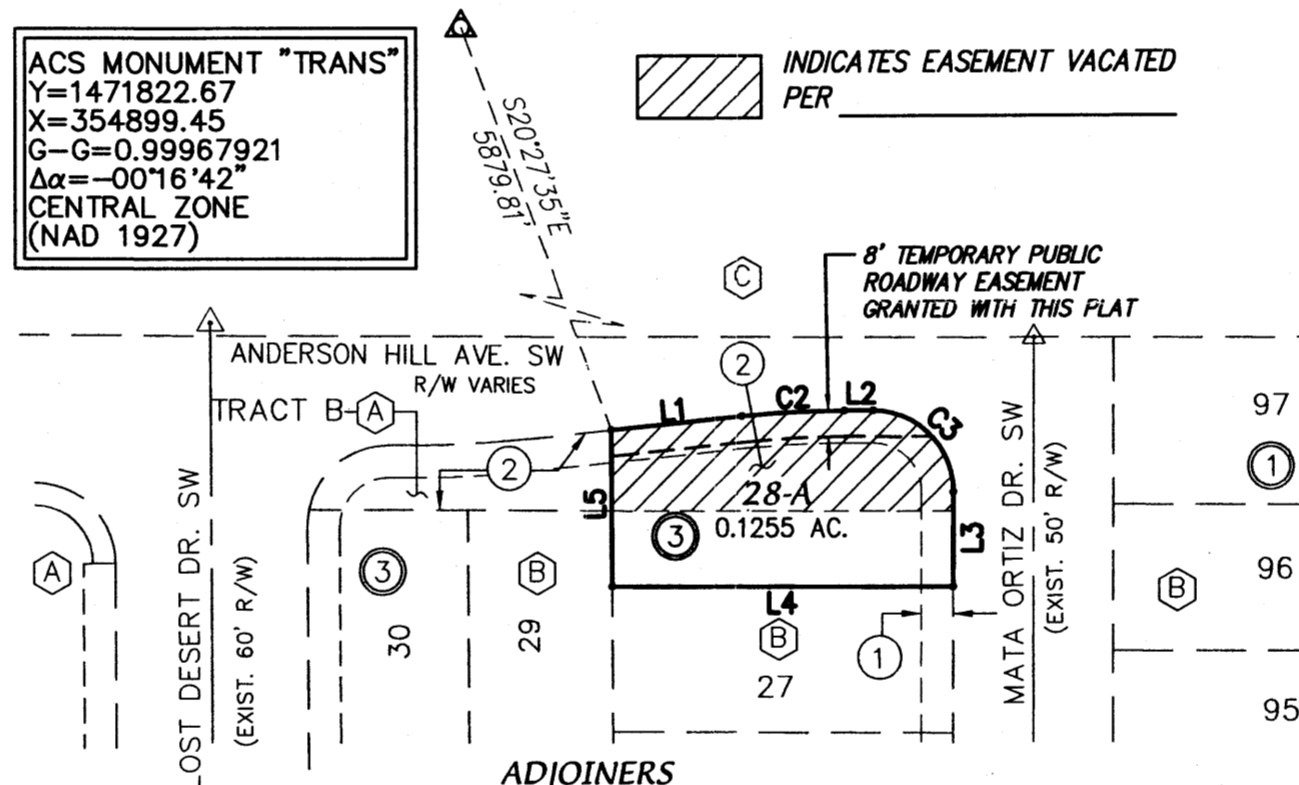 ACS MONUMENT "TRANS"
Y=1471822.67
X=354899.45
G-G=0.99967921
Δα=-00°16'42"
CENTRAL ZONE
(NAD 1927)
INDICATES EASEMENT VACATED
PER
S20°27'35"E
5879.81'
C
8' TEMPORARY PUBLIC
ROADWAY EASEMENT
GRANTED WITH THIS PLAT
ANDERSON HILL AVE. SW
R/W VARIES
2
TRACT B
A
L1
C2
L2
C3
97
1
2
28-A
0.1255 AC.
3
L5
L3
L4
LOST DESERT DR. SW
(EXIST. 60' R/W)
MATA ORTIZ DR. SW
(EXIST. 50' R/W)
A
3
B
30
29
B
27
1
B
96
95
ADJOINERS